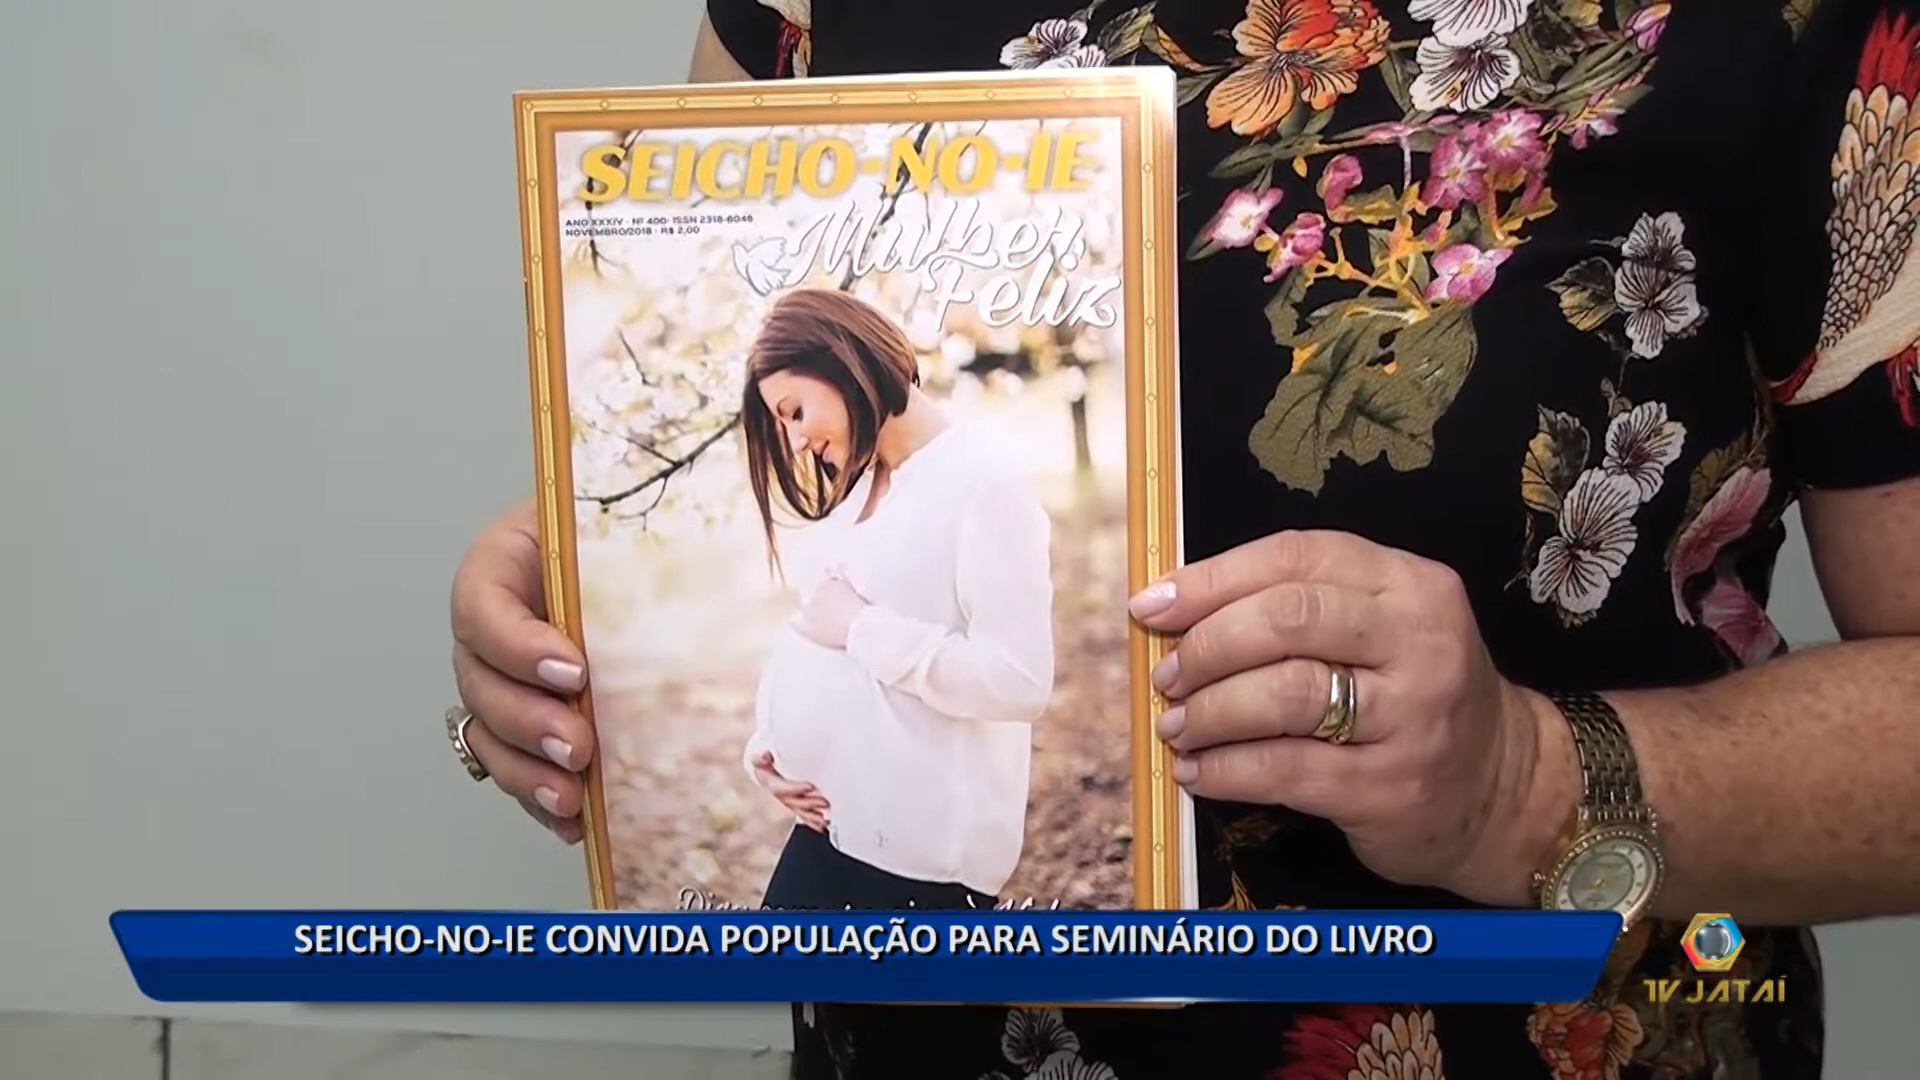 SEICHO-NO-IE
ANO XXXIV - Nº 400- ISSN 2318-6046
NOVEMBRO/2018 - R$ 2,00
Mulher
Feliz
SEICHO-NO-IE CONVIDA POPULAÇÃO PARA SEMINÁRIO DO LIVRO
TV JATAÍ